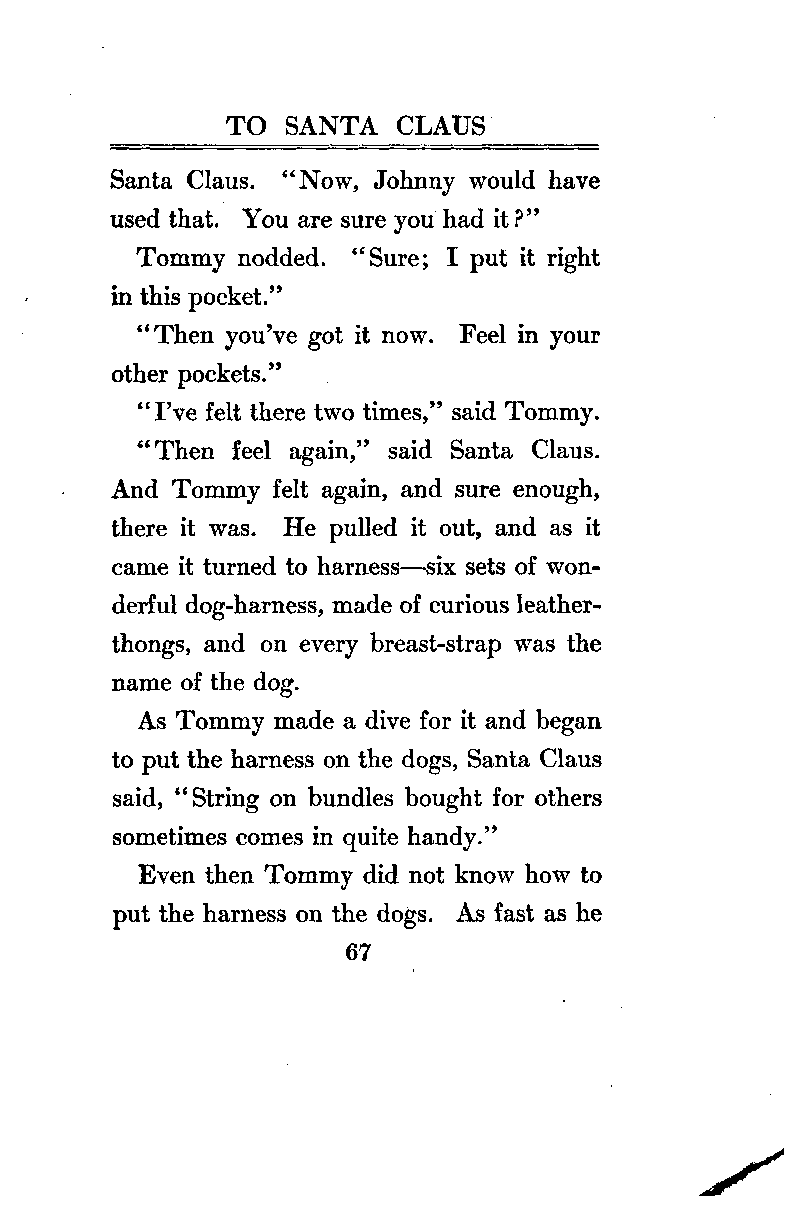 TO SANTA CLAUS
Santa Claus. “Now, Johnny would have
used that. You are sure you had it?”
Tommy nodded. “Sure; I put it right
in this pocket.”
“Then you’ve got it now. Feel in your
other pockets.”
“I’ve felt there two times,” said Tommy.
“Then feel again,” said Santa Claus.
And Tommy felt again, and sure enough,
there it was. He pulled it out, and as it
came it turned to harness—six sets of won-
derful dog-harness, made of curious leather-
thongs, and on every breast-strap was the
name of the dog.
As Tommy made a dive for it and began
to put the harness on the dogs, Santa Claus
said, “String on bundles bought for others
sometimes comes in quite handy.”
Even then Tommy did not know how to
put the harness on the dogs. As fast as he
67